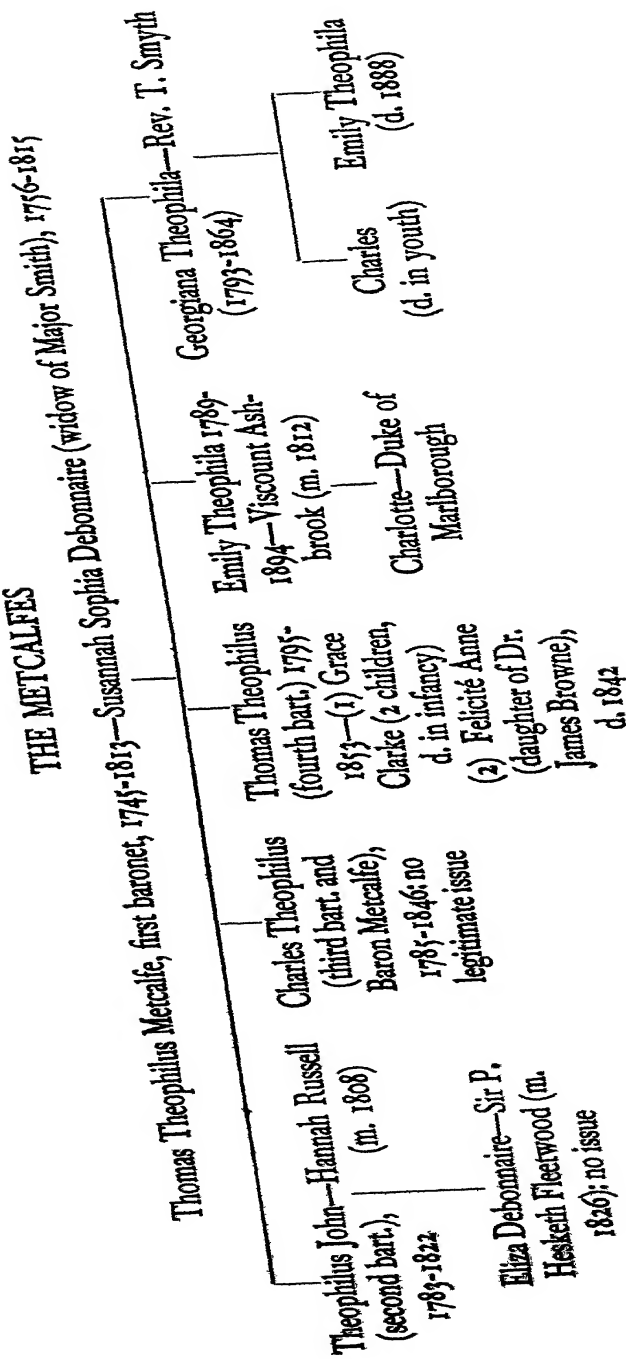 THE METCALFES
Thomas Theophilus Metcalfe, first baronet, 1745-1813—Susannah Sophia Debonnaire (widow of Major Smith), 1756-1815
Theophilus John—Hannah Russell
(second bart.), (m. 1808)
1783-1822
Eliza Debonnaire—Sir P.
Hesketh Fleetwood (m.
1826); no issue
Charles Theophilus
(third bart. and
Baron Metcalfe),
1785-1846; no
legitimate issue
Thomas Theophilus
(fourth bart.) 1795-
1853—(1) Grace
Clarke (2 children,
d. in infancy)
(2) Felicité Anne
(daughter of Dr.
James Browne),
d. 1842
Emily Theophila 1789-
1894—Viscount Ash-
brook (m. 1812)
Charlotte—Duke of
Marlborough
Georgiana Theophila—Rev. T. Smyth
(1793-1864)
Charles
(d. in youth)
Emily Theophila
(d. 1888)